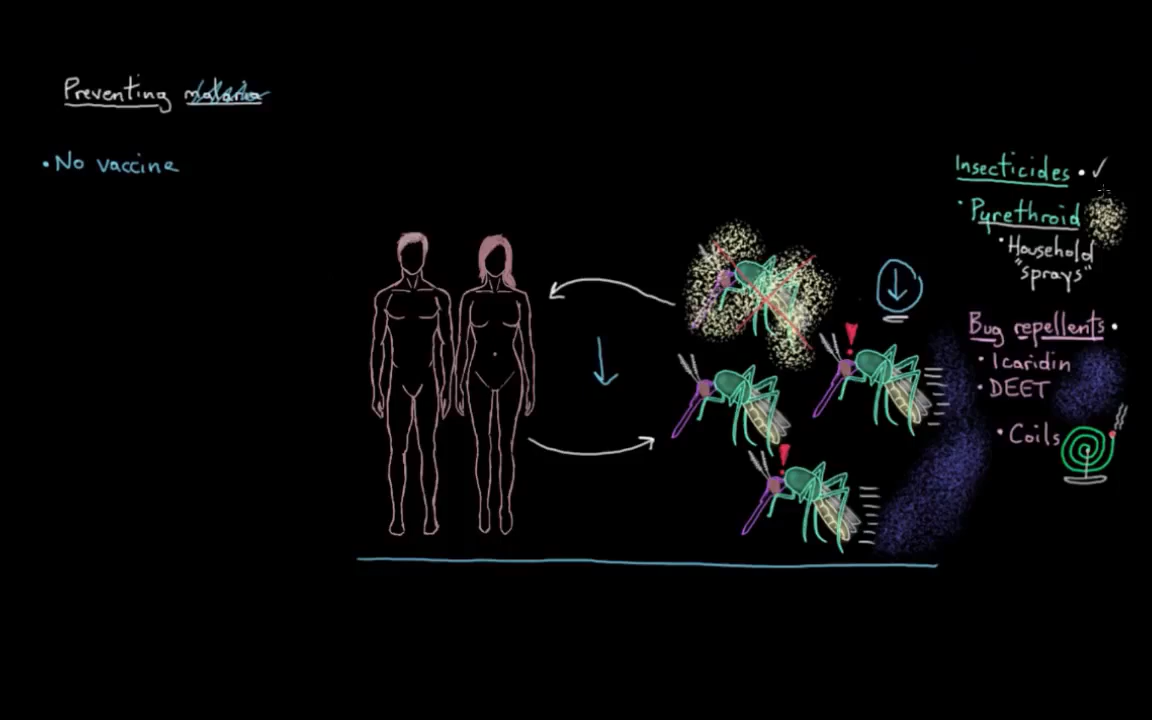 Preventing malaria
• No vaccine
Insecticides • ✓
• Pyrethroid
• Household
"sprays"
Bug repellents •
• Icaridin
• DEET
• Coils